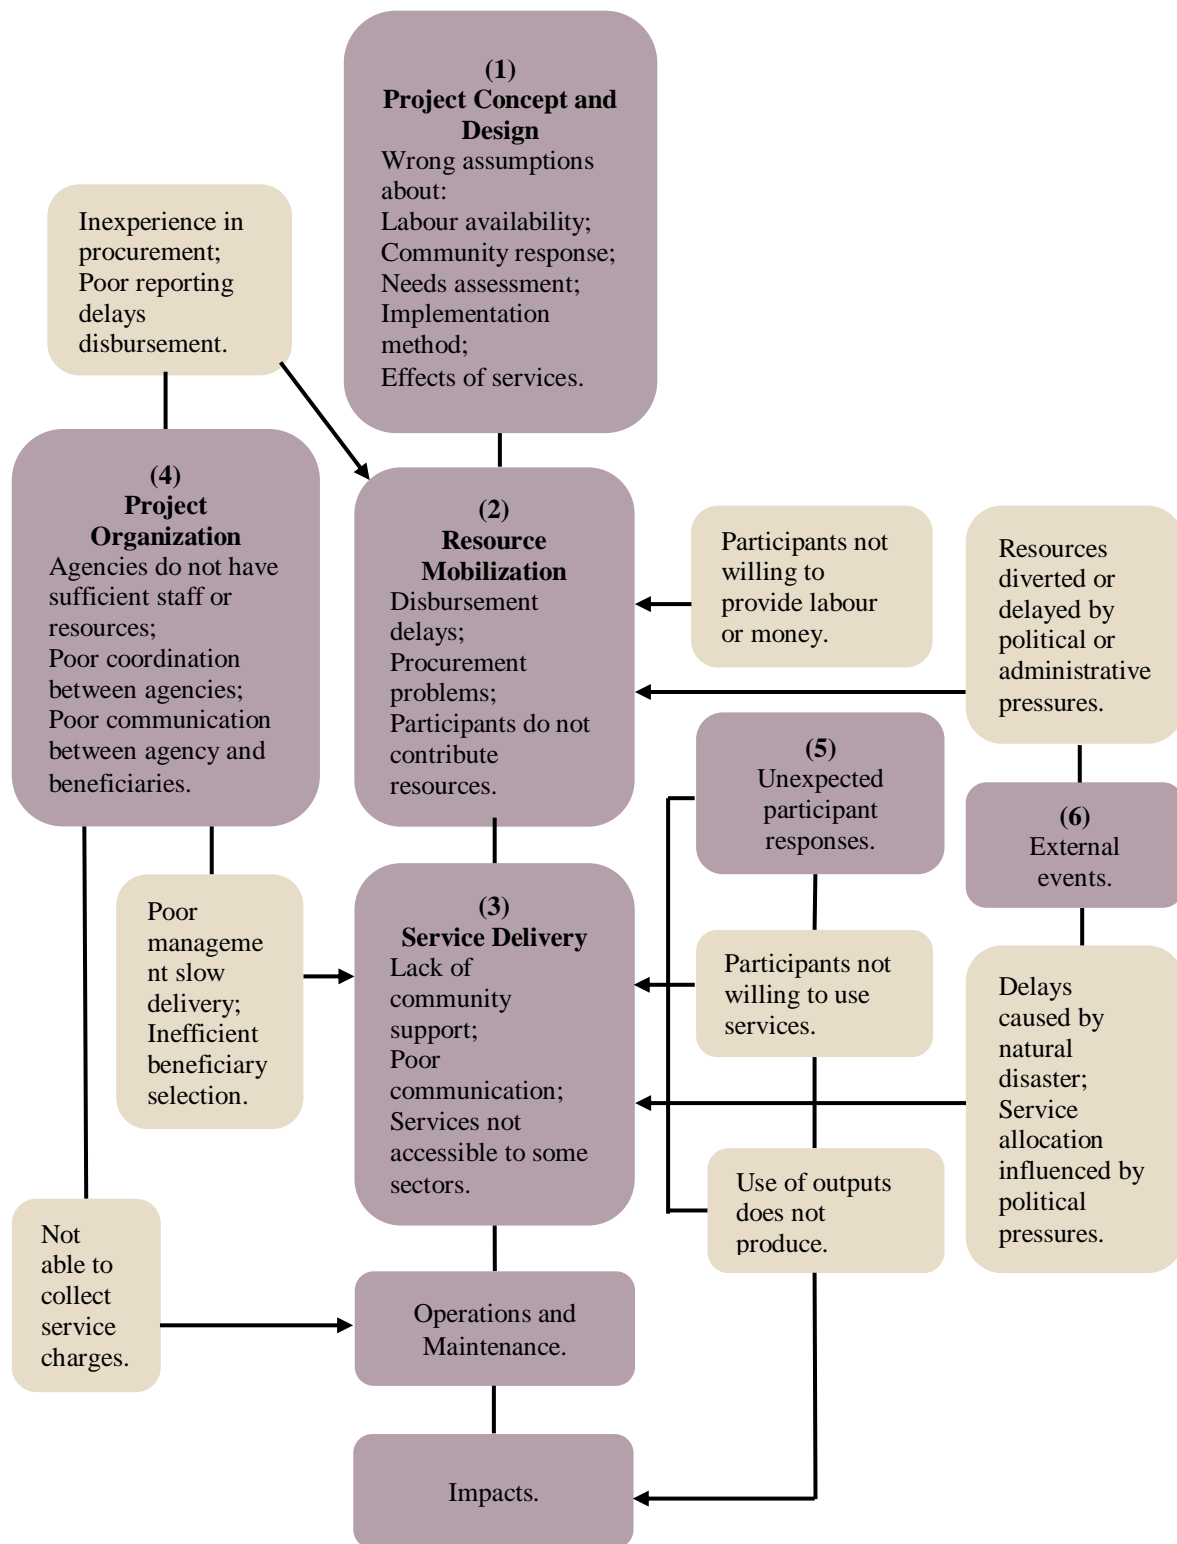 (1)
Project Concept and
Design
Wrong assumptions
about:
Labour availability;
Community response;
Needs assessment;
Implementation
method;
Effects of services.
Inexperience in
procurement;
Poor reporting
delays
disbursement.
(4)
Project
Organization
Agencies do not have
sufficient staff or
resources;
Poor coordination
between agencies;
Poor communication
between agency and
beneficiaries.
(2)
Resource
Mobilization
Disbursement
delays;
Procurement
problems;
Participants do not
contribute
resources.
Participants not
willing to
provide labour
or money.
Resources
diverted or
delayed by
political or
administrative
pressures.
(5)
Unexpected
participant
responses.
(6)
External
events.
Poor
manageme
nt slow
delivery;
Inefficient
beneficiary
selection.
(3)
Service Delivery
Lack of
community
support;
Poor
communication;
Services not
accessible to some
sectors.
Participants not
willing to use
services.
Delays
caused by
natural
disaster;
Service
allocation
influenced by
political
pressures.
Use of outputs
does not
produce.
Not
able to
collect
service
charges.
Operations and
Maintenance.
Impacts.